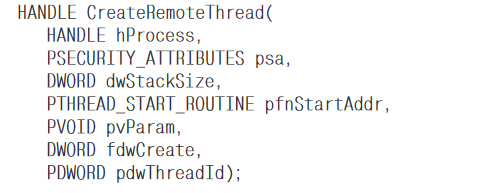 HANDLE CreateRemoteThread(
HANDLE hProcess,
PSECURITY_ATTRIBUTES psa,
DWORD dwStackSize,
PTHREAD_START_ROUTINE pfnStartAddr,
PVOID pvParam,
DWORD fdwCreate,
PDWORD pdwThreadId);